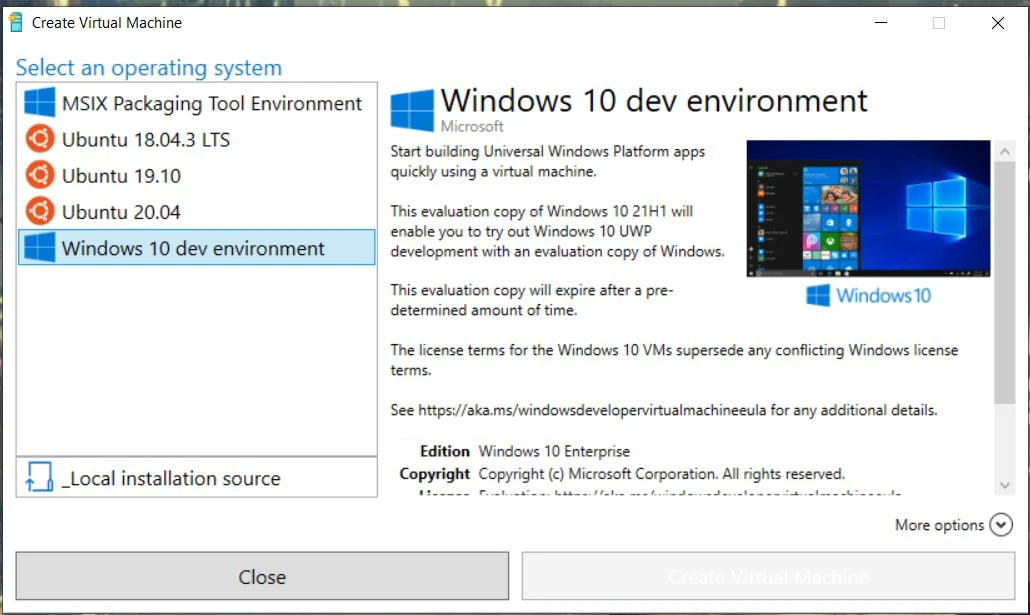 Create Virtual Machine
Select an operating system
MSIX Packaging Tool Environment
Ubuntu 18.04.3 LTS
Ubuntu 19.10
Ubuntu 20.04
Windows 10 dev environment
_Local installation source
Windows 10 dev environment
Microsoft
Start building Universal Windows Platform apps
quickly using a virtual machine.
This evaluation copy of Windows 10 21H1 will
enable you to try out Windows 10 UWP
development with an evaluation copy of Windows.
This evaluation copy will expire after a pre-
determined amount of time.
Windows10
The license terms for the Windows 10 VMs supersede any conflicting Windows license
terms.
See https://aka.ms/windowsdevelopervirtualmachineeula for any additional details.
Edition Windows 10 Enterprise
Copyright Copyright (c) Microsoft Corporation. All rights reserved.
License Evaluation: https://aka.ms/windowsdevelopervirtualmachineeula
More options
Close
Create Virtual Machine